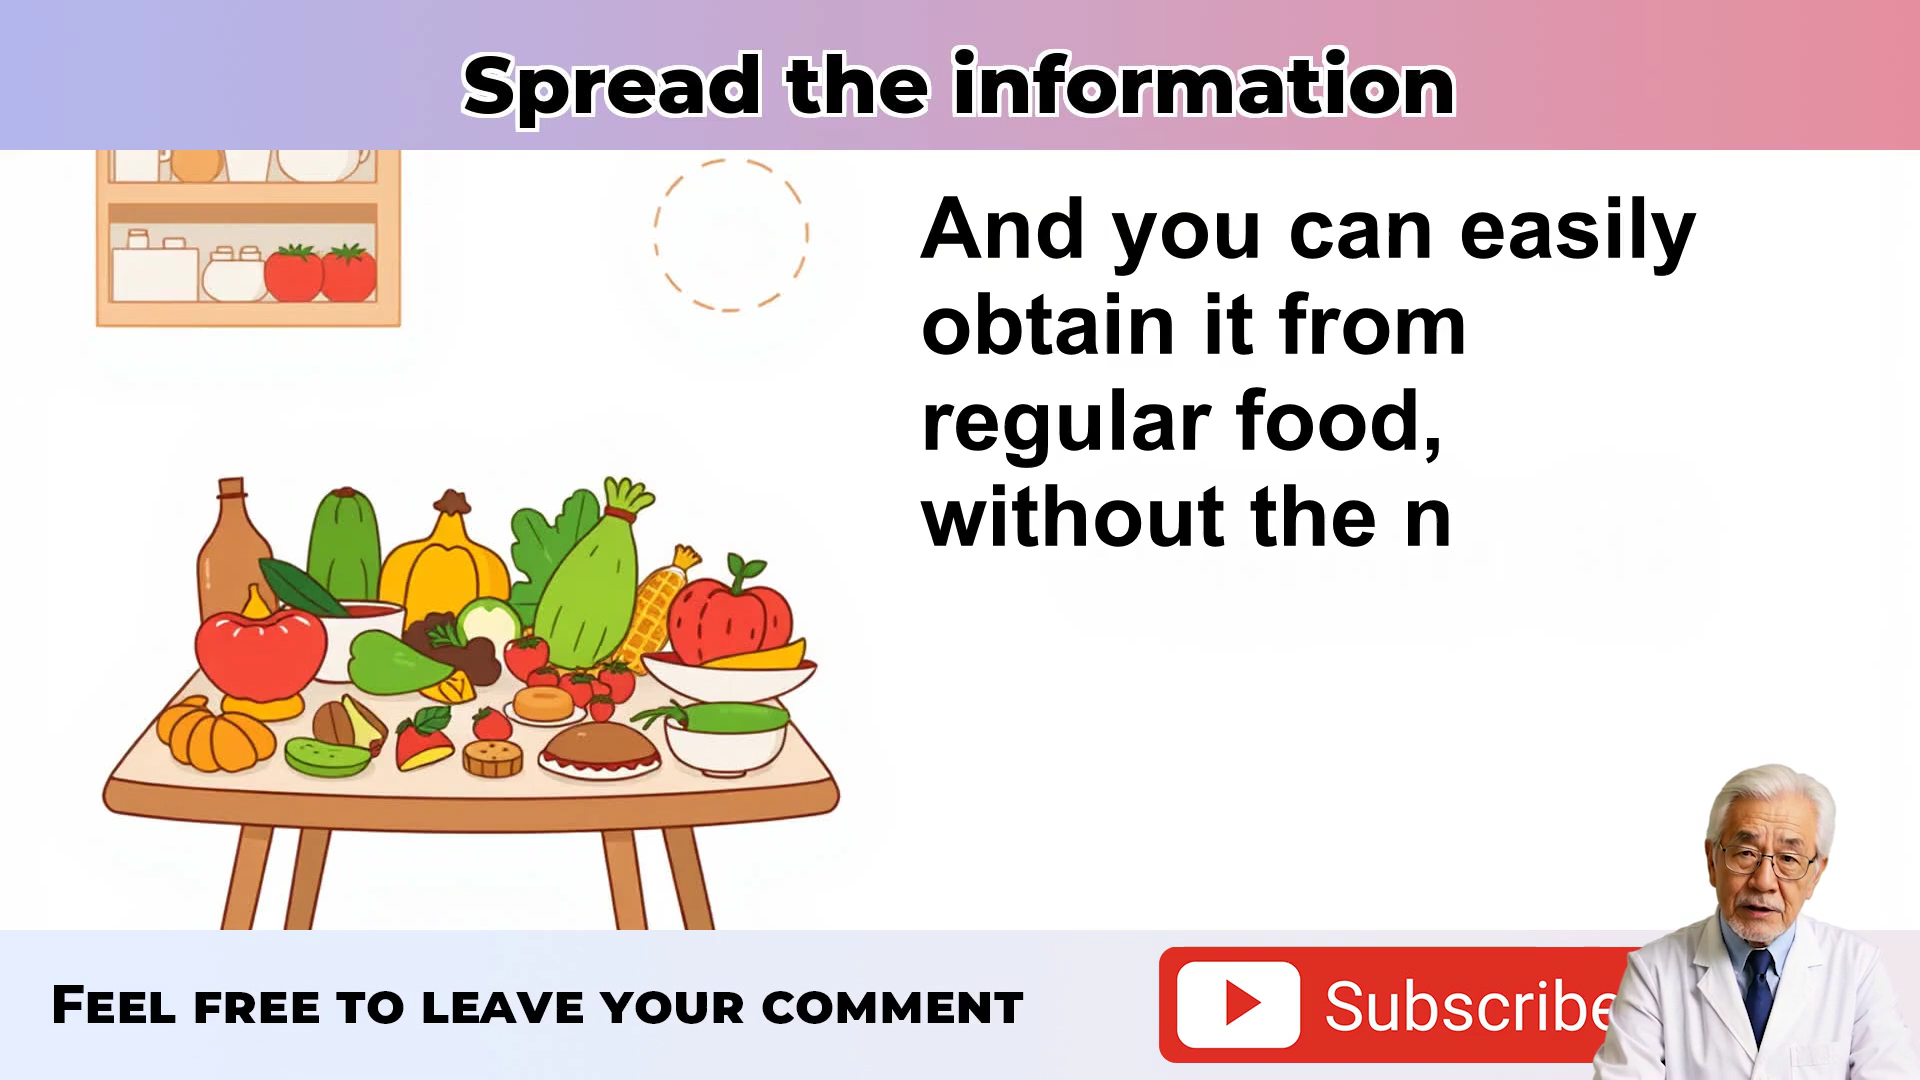 Spread the information
And you can easily
obtain it from
regular food,
without the n
FEEL FREE TO LEAVE YOUR COMMENT
Subscribe